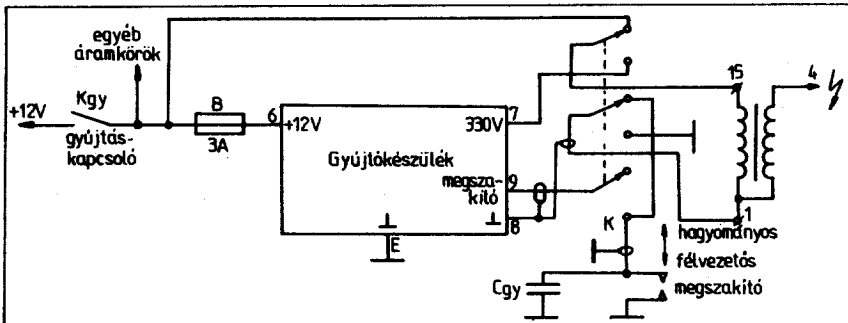 egyéb
áramkörök
Kgy
+12V
gyújtás-
kapcsoló
B
3A
6
+12V
7
330V
Gyújtókészülék
megsza-
kító
9
8
E
15
4
1
K
hagyományos
félvezetős
megszakító
Cgy